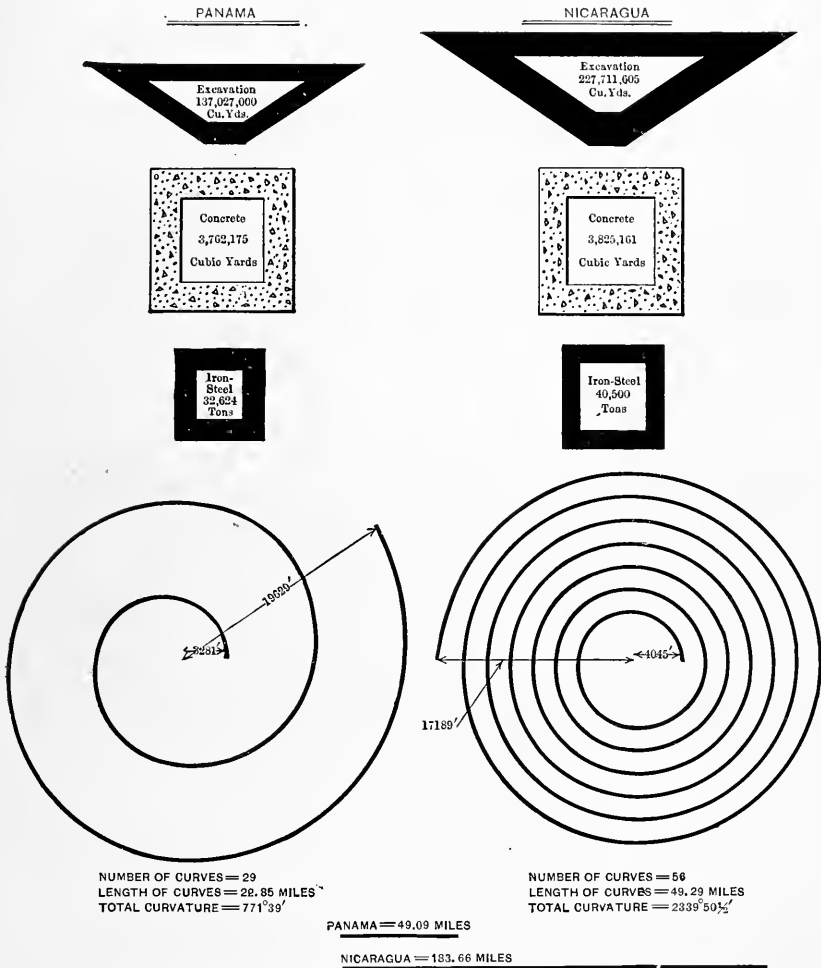 PANAMA
Excavation
137,027,000
Cu.Yds.
Concrete
3,762,175
Cubic Yards
Iron-
Steel
32,624
Tons
19629′
3281′
NUMBER OF CURVES = 29
LENGTH OF CURVES = 22.85 MILES
TOTAL CURVATURE = 771°39′
NICARAGUA
Excavation
227,711,605
Cu.Yds.
Concrete
3,825,161
Cubic Yards
Iron-Steel
40,500
Tons
4045′
17189′
NUMBER OF CURVES = 56
LENGTH OF CURVES = 49.29 MILES
TOTAL CURVATURE = 2339°50½′
PANAMA = 49.09 MILES
NICARAGUA = 183.66 MILES